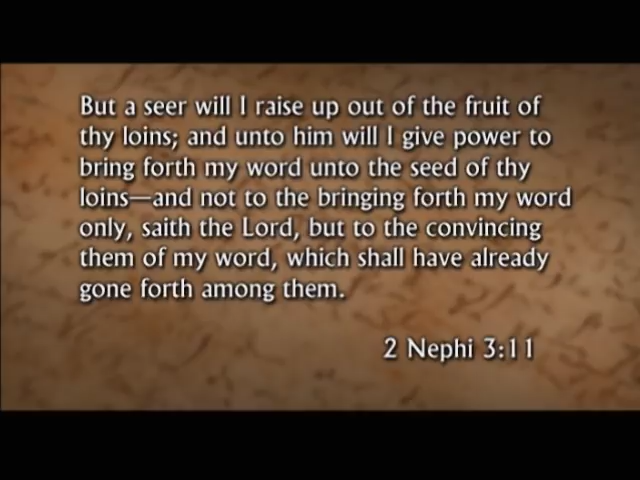 But a seer will I raise up out of the fruit of
thy loins; and unto him will I give power to
bring forth my word unto the seed of thy
loins—and not to the bringing forth my word
only, saith the Lord, but to the convincing
them of my word, which shall have already
gone forth among them.
2 Nephi 3:11